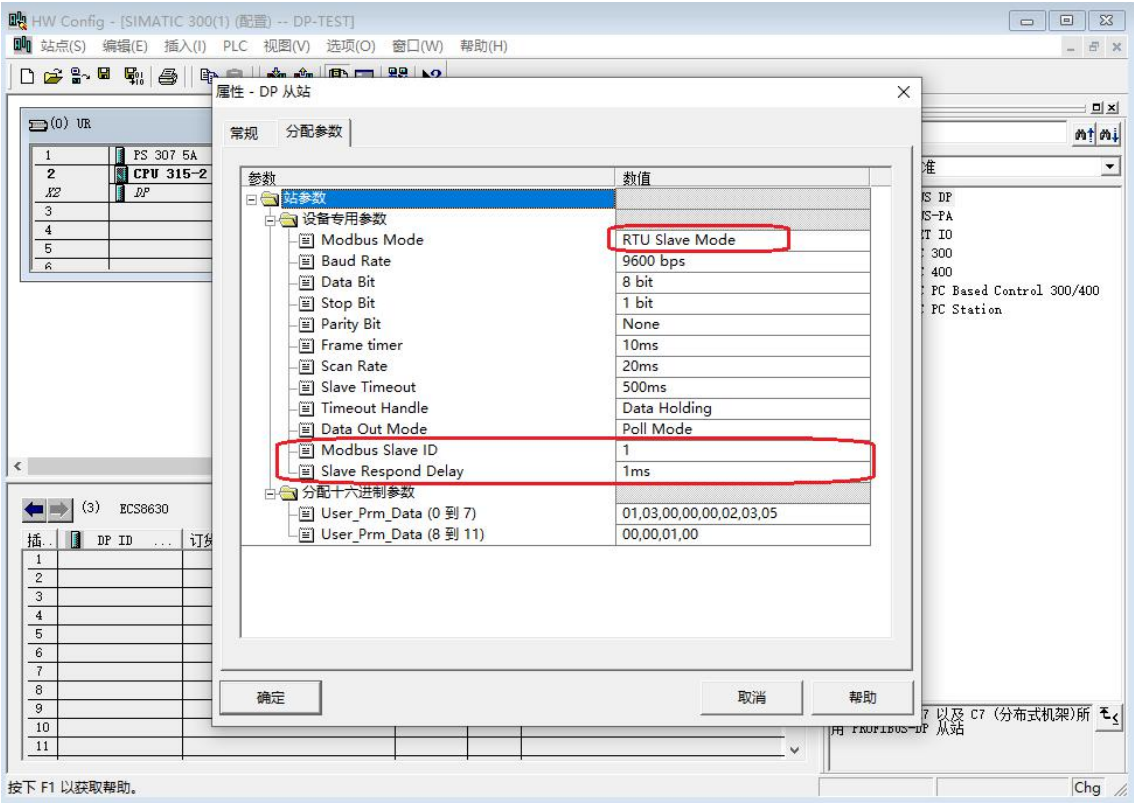 HW Config - [SIMATIC 300(1) (配置) -- DP-TEST]
站点(S) 编辑(E) 插入(I) PLC 视图(V) 选项(O) 窗口(W) 帮助(H)
属性 - DP 从站
常规 分配参数
(0) UR
1 PS 307 5A
2 CPU 315-2
X2 DP
3
4
5
6
参数 数值
站参数
设备专用参数
Modbus Mode RTU Slave Mode
Baud Rate 9600 bps
Data Bit 8 bit
Stop Bit 1 bit
Parity Bit None
Frame timer 10ms
Scan Rate 20ms
Slave Timeout 500ms
Timeout Handle Data Holding
Data Out Mode Poll Mode
Modbus Slave ID 1
Slave Respond Delay 1ms
分配十六进制参数
User_Prm_Data (0 到 7) 01,03,00,00,00,02,03,05
User_Prm_Data (8 到 11) 00,00,01,00
确定 取消 帮助
准
S DP
S-PA
T IO
300
400
PC Based Control 300/400
PC Station
(3) ECS8630
插.. DP ID ... 订货
1
2
3
4
5
6
7
8
9
10
11
7 以及 C7 (分布式机架)所
用 PROFIBUS-DP 从站
按下 F1 以获取帮助。 Chg